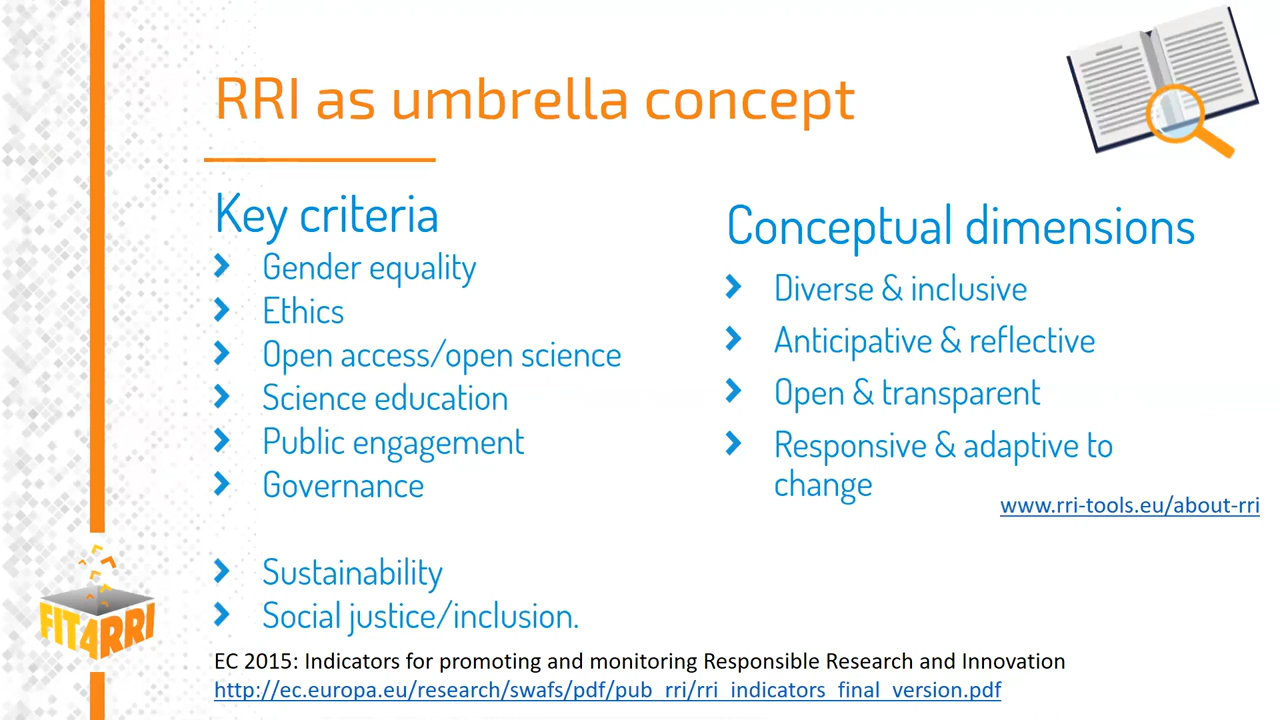 RRI as umbrella concept
Key criteria
Gender equality
Ethics
Open access/open science
Science education
Public engagement
Governance
Sustainability
Social justice/inclusion.
Conceptual dimensions
Diverse & inclusive
Anticipative & reflective
Open & transparent
Responsive & adaptive to
change
www.rri-tools.eu/about-rri
EC 2015: Indicators for promoting and monitoring Responsible Research and Innovation
http://ec.europa.eu/research/swafs/pdf/pub_rri/rri_indicators_final_version.pdf
FIT4RRI